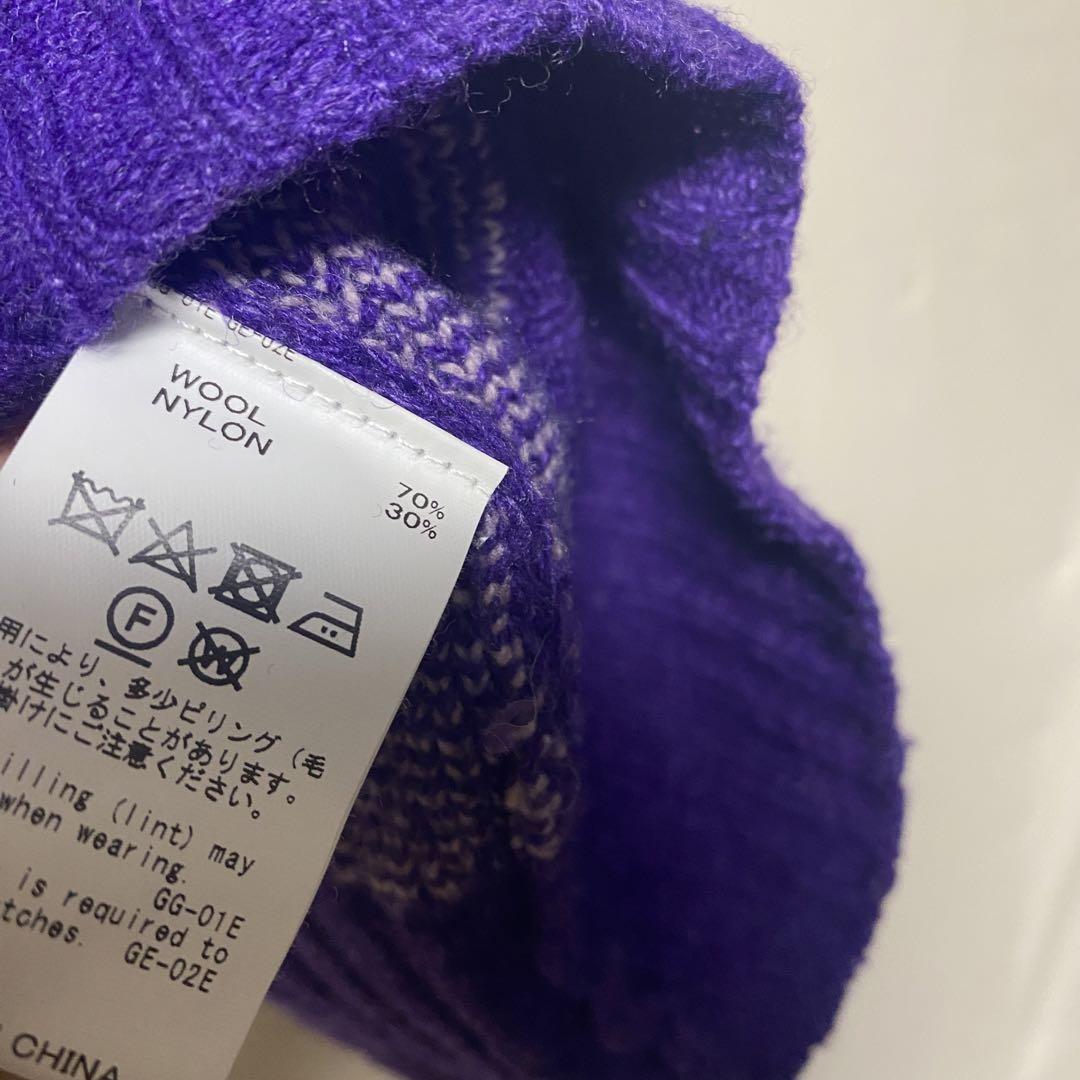 GE-02E
WOOL
NYLON
70%
30%
F
W
用により、多少ピリング（毛
が生じることがあります。
掛けにご注意ください。
illing (lint) may
when wearing.
GG-01E
is required to
tches.
GE-02E
CHINA